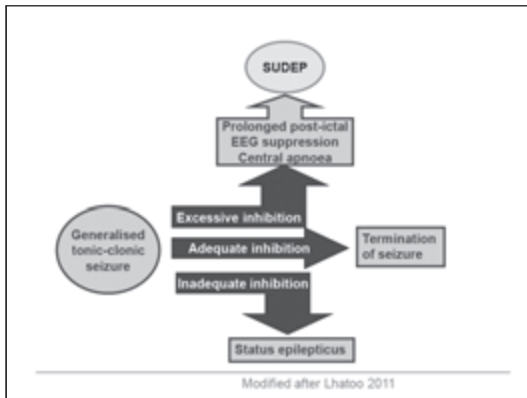 SUDEP
Prolonged post-ictal
EEG suppression
Central apnoea
Excessive inhibition
Generalised
tonic-clonic
seizure
Adequate inhibition
Termination
of seizure
Inadequate inhibition
Status epilepticus
Modified after Lhatoo 2011